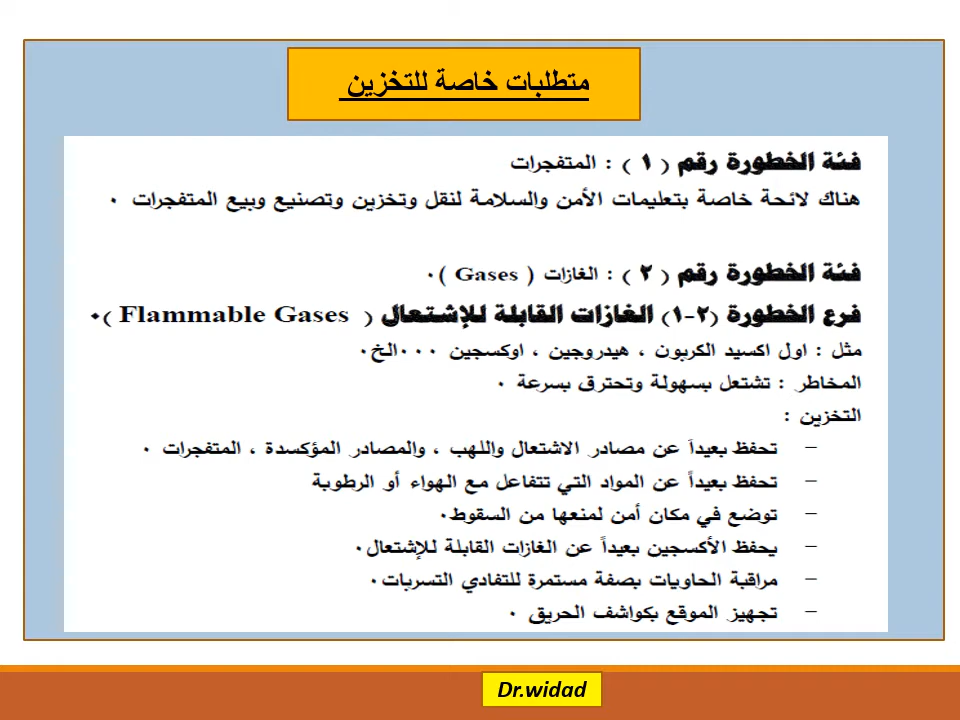 متطلبات خاصة للتخزين
فئة الخطورة رقم ( ١ ) : المتفجرات
هناك لائحة خاصة بتعليمات الأمن والسلامة لنقل وتخزين وتصنيع وبيع المتفجرات ٠
فئة الخطورة رقم ( ٢ ) : الغازات ( Gases )٠
فرع الخطورة (٢-١) الغازات القابلة للإشتعال ( Flammable Gases )٠
مثل : اول اكسيد الكربون ، هيدروجين ، اوكسجين ٠٠٠الخ٠
المخاطر : تشتعل بسهولة وتحترق بسرعة ٠
التخزين :
– تحفظ بعيداً عن مصادر الاشتعال واللهب ، والمصادر المؤكسدة ، المتفجرات ٠
– تحفظ بعيداً عن المواد التي تتفاعل مع الهواء أو الرطوبة
– توضع في مكان أمن لمنعها من السقوط٠
– يحفظ الأكسجين بعيداً عن الغازات القابلة للإشتعال٠
– مراقبة الحاويات بصفة مستمرة للتفادي التسربات٠
– تجهيز الموقع بكواشف الحريق ٠
Dr.widad